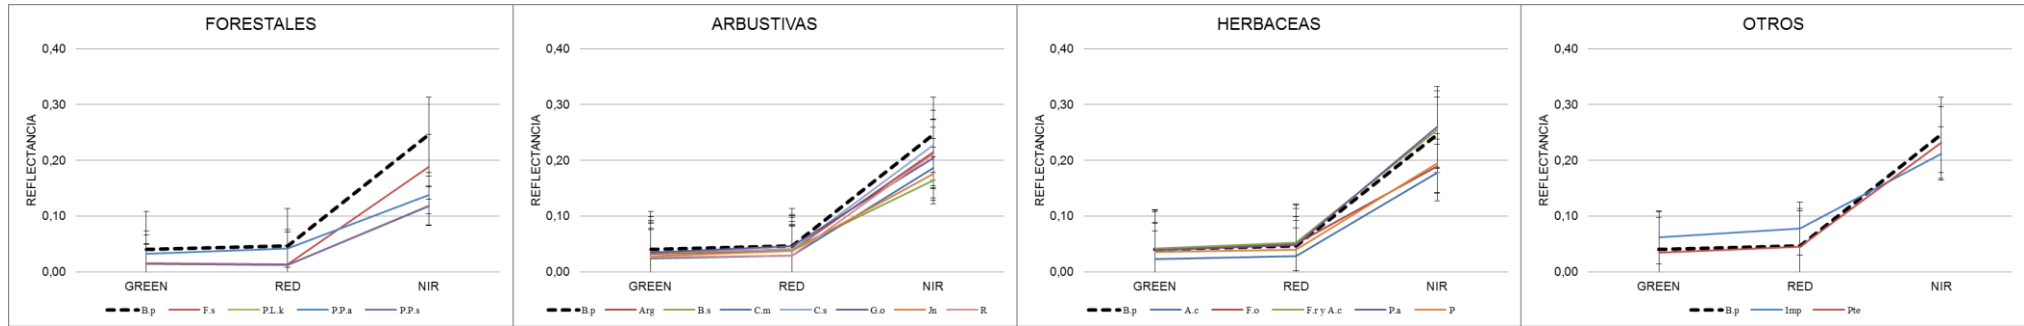 FORESTALES
REFLECTANCIA
0,40
0,30
0,20
0,10
0,00
GREEN RED NIR
B.p F.s P.L.k P.P.a P.P.s
ARBUSTIVAS
REFLECTANCIA
0,40
0,30
0,20
0,10
0,00
GREEN RED NIR
B.p Arg B.s C.m C.s G.o Jn R
HERBACEAS
REFLECTANCIA
0,40
0,30
0,20
0,10
0,00
GREEN RED NIR
B.p A.c F.o F.r y A.c P.a P
OTROS
REFLECTANCIA
0,40
0,30
0,20
0,10
0,00
GREEN RED NIR
B.p Imp Pte